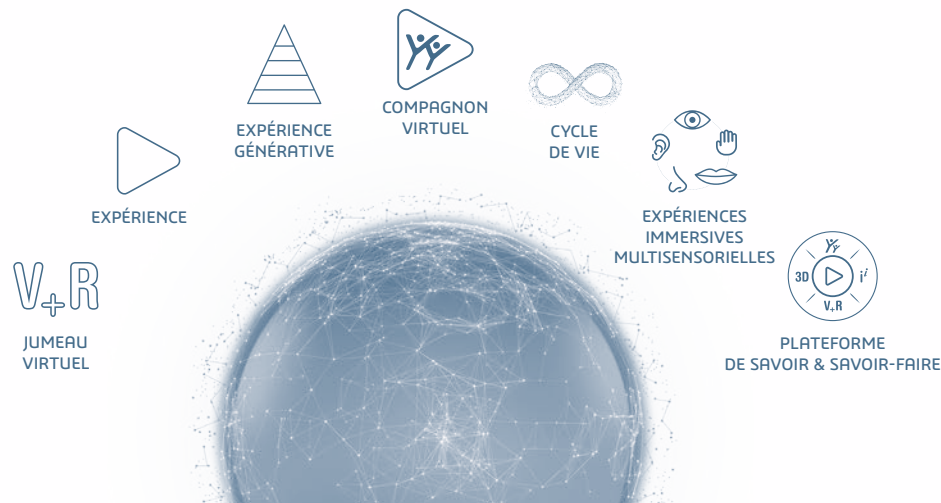 V+R
JUMEAU
VIRTUEL
EXPÉRIENCE
EXPÉRIENCE
GÉNÉRATIVE
COMPAGNON
VIRTUEL
CYCLE
DE VIE
EXPÉRIENCES
IMMERSIVES
MULTISENSORIELLES
3D
iⁱ
V+R
PLATEFORME
DE SAVOIR & SAVOIR-FAIRE